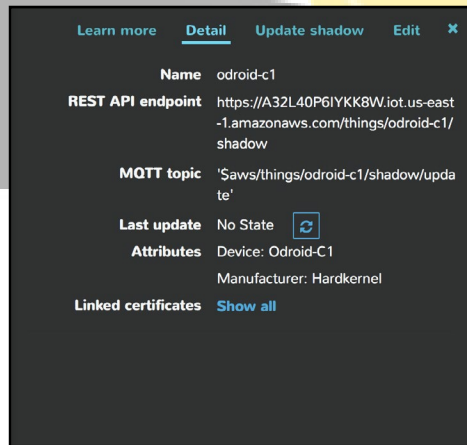 Learn more Detail Update shadow Edit ×
Name odroid-c1
REST API endpoint https://A32L40P6IYKK8W.iot.us-east
-1.amazonaws.com/things/odroid-c1/
shadow
MQTT topic '$aws/things/odroid-c1/shadow/upda
te'
Last update No State
Attributes Device: Odroid-C1
Manufacturer: Hardkernel
Linked certificates Show all